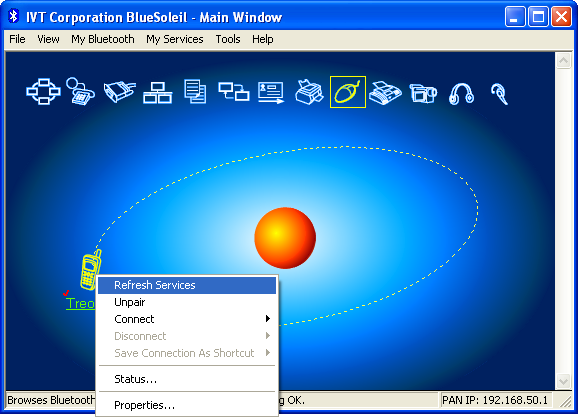 IVT Corporation BlueSoleil - Main Window
File View My Bluetooth My Services Tools Help
Treo
Refresh Services
Unpair
Connect
Disconnect
Save Connection As Shortcut
Status...
Properties...
Browses Bluetooth g OK. PAN IP: 192.168.50.1